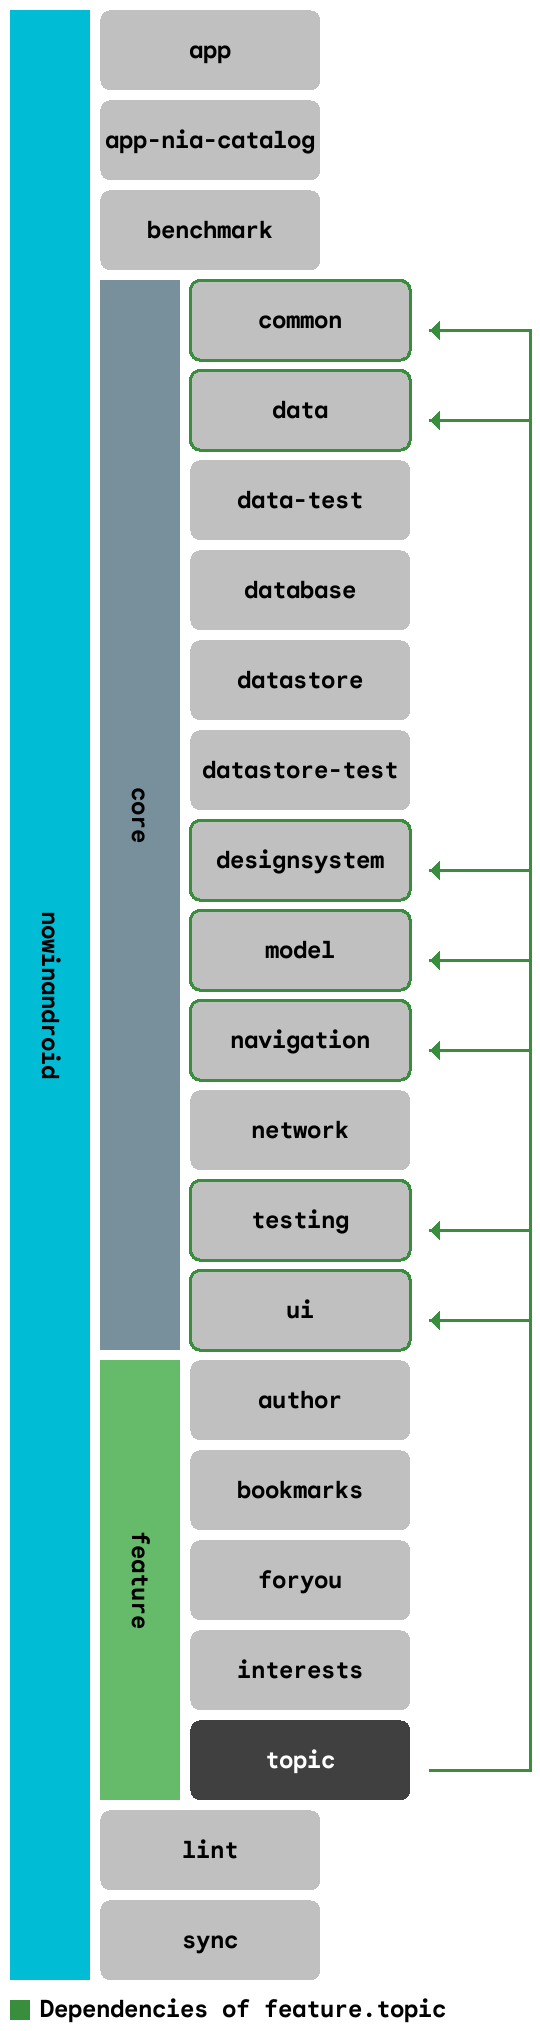 nowinandroid
app
app-nia-catalog
benchmark
core
common
data
data-test
database
datastore
datastore-test
designsystem
model
navigation
network
testing
ui
feature
author
bookmarks
foryou
interests
topic
lint
sync
Dependencies of feature.topic